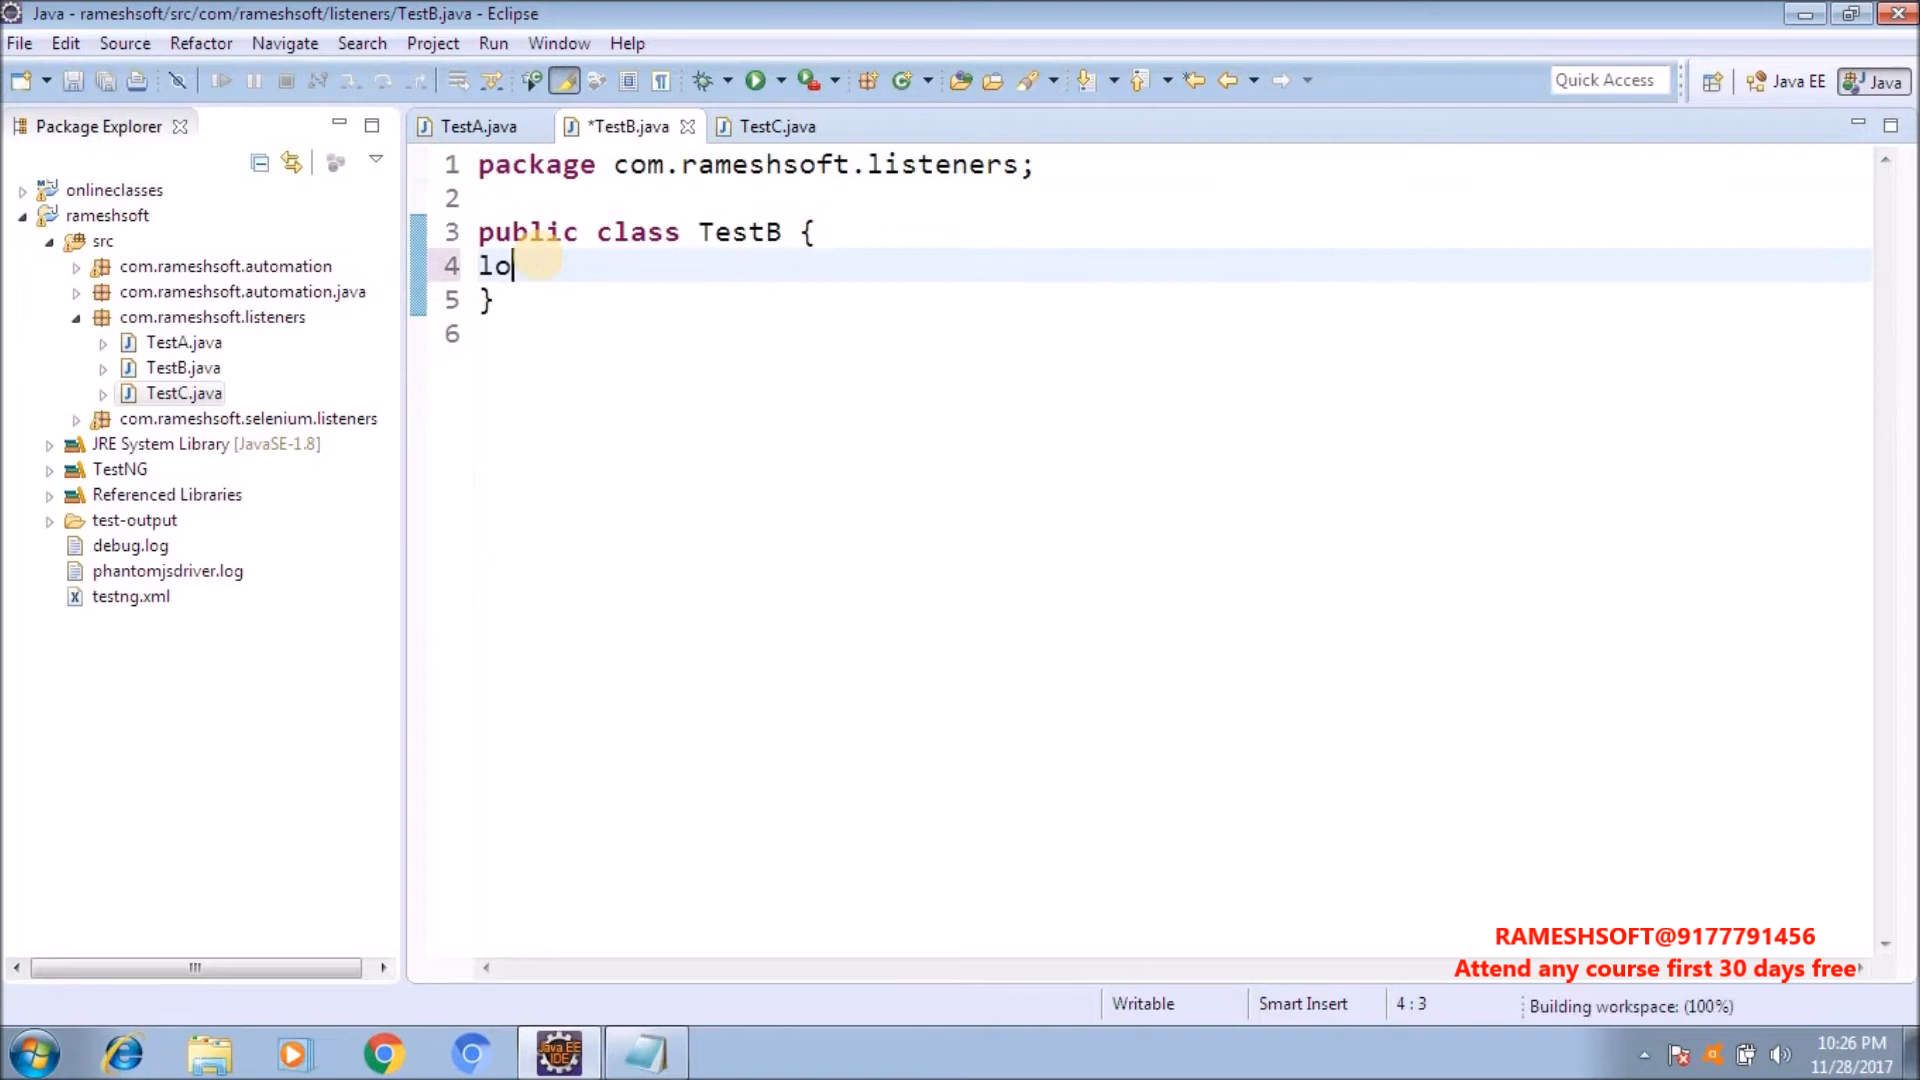 Java - rameshsoft/src/com/rameshsoft/listeners/TestB.java - Eclipse
File Edit Source Refactor Navigate Search Project Run Window Help
Quick Access
Java EE
Java
Package Explorer
TestA.java
*TestB.java
TestC.java
onlineclasses
rameshsoft
src
com.rameshsoft.automation
com.rameshsoft.automation.java
com.rameshsoft.listeners
TestA.java
TestB.java
TestC.java
com.rameshsoft.selenium.listeners
JRE System Library [JavaSE-1.8]
TestNG
Referenced Libraries
test-output
debug.log
phantomjsdriver.log
testng.xml
1 package com.rameshsoft.listeners;
2
3 public class TestB {
4 lo
5 }
6
RAMESHSOFT@9177791456
Attend any course first 30 days free
Writable
Smart Insert
4 : 3
Building workspace: (100%)
Java EE
IDE
10:26 PM
11/28/2017